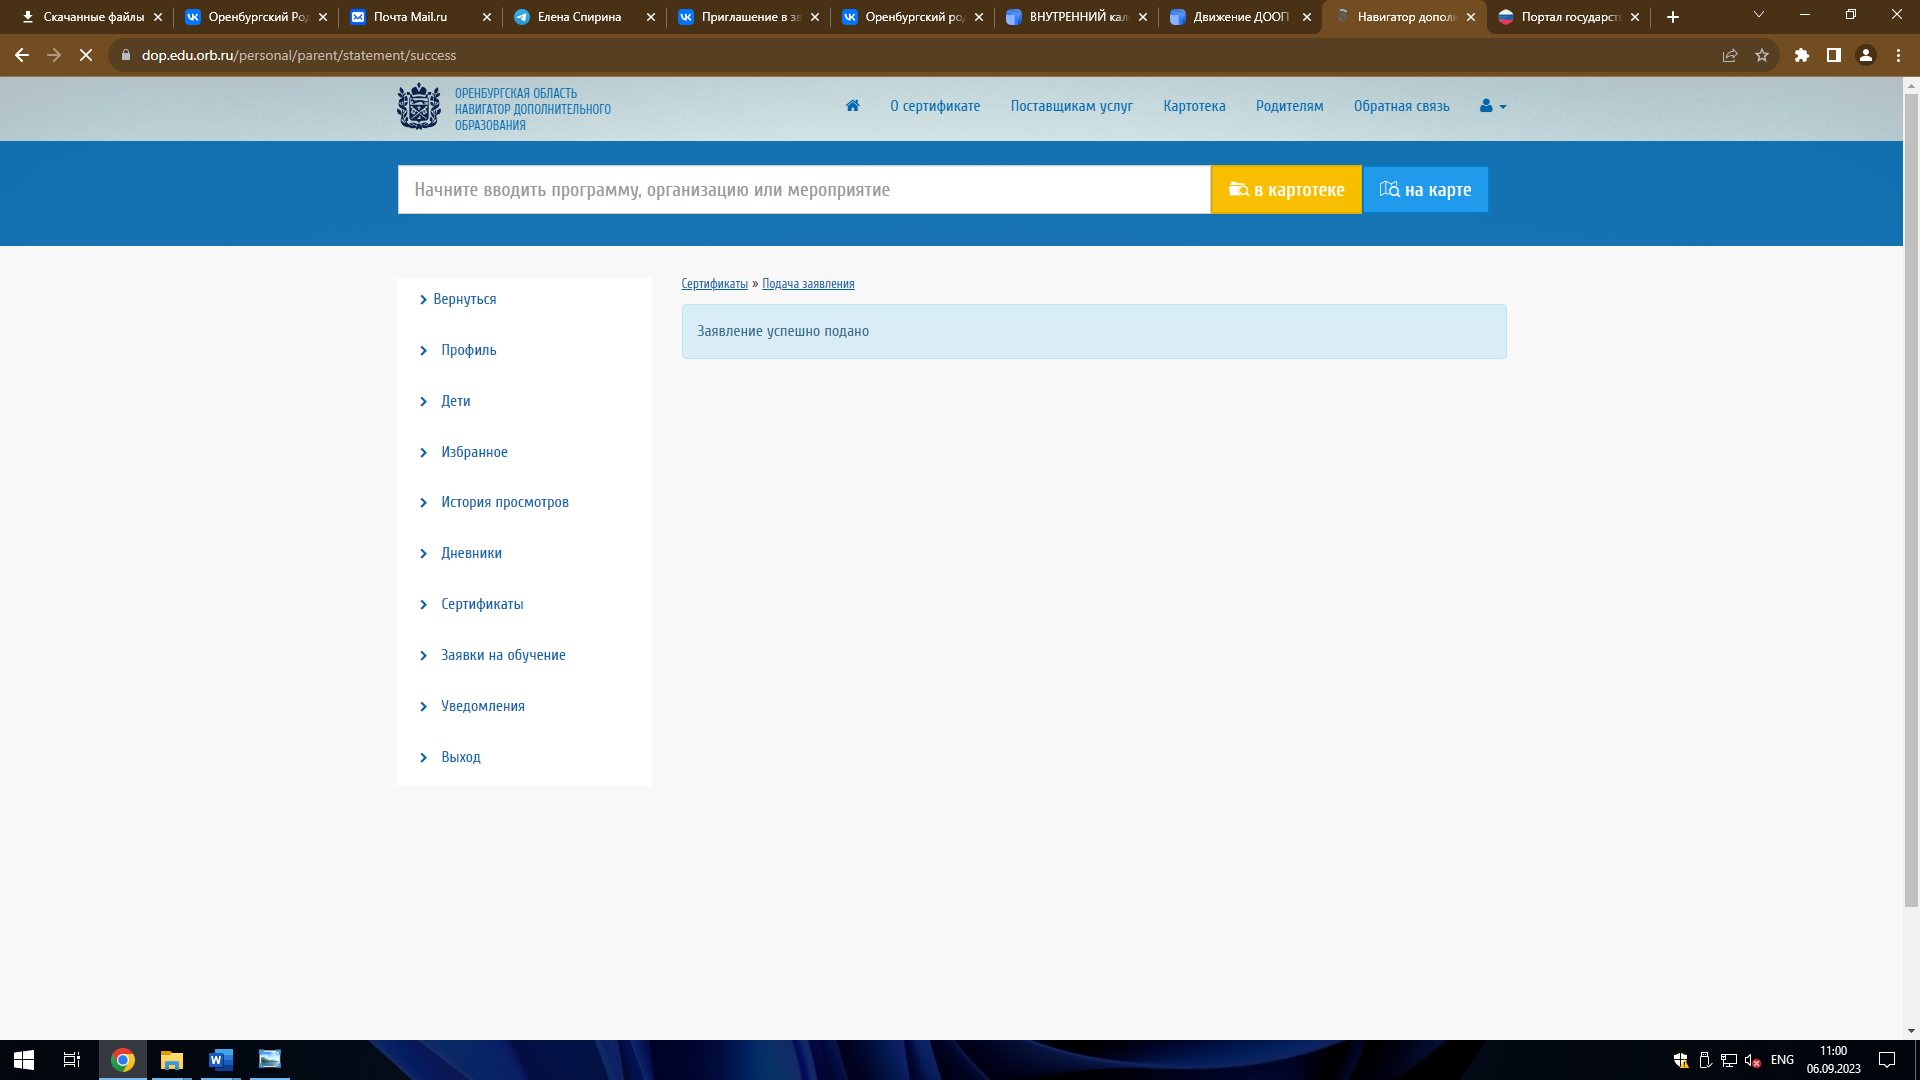 Скачанные файлы
Оренбургский Ро
Почта Mail.ru
Елена Спирина
Приглашение в зв
Оренбургский ро
ВНУТРЕННИЙ кал
Движение ДООП
Навигатор допол
Портал государст
dop.edu.orb.ru/personal/parent/statement/success
ОРЕНБУРГСКАЯ ОБЛАСТЬ
НАВИГАТОР ДОПОЛНИТЕЛЬНОГО
ОБРАЗОВАНИЯ
О сертификате
Поставщикам услуг
Картотека
Родителям
Обратная связь
Начните вводить программу, организацию или мероприятие
в картотеке
на карте
Вернуться
Профиль
Дети
Избранное
История просмотров
Дневники
Сертификаты
Заявки на обучение
Уведомления
Выход
Сертификаты » Подача заявления
Заявление успешно подано
ENG
11:00
06.09.2023